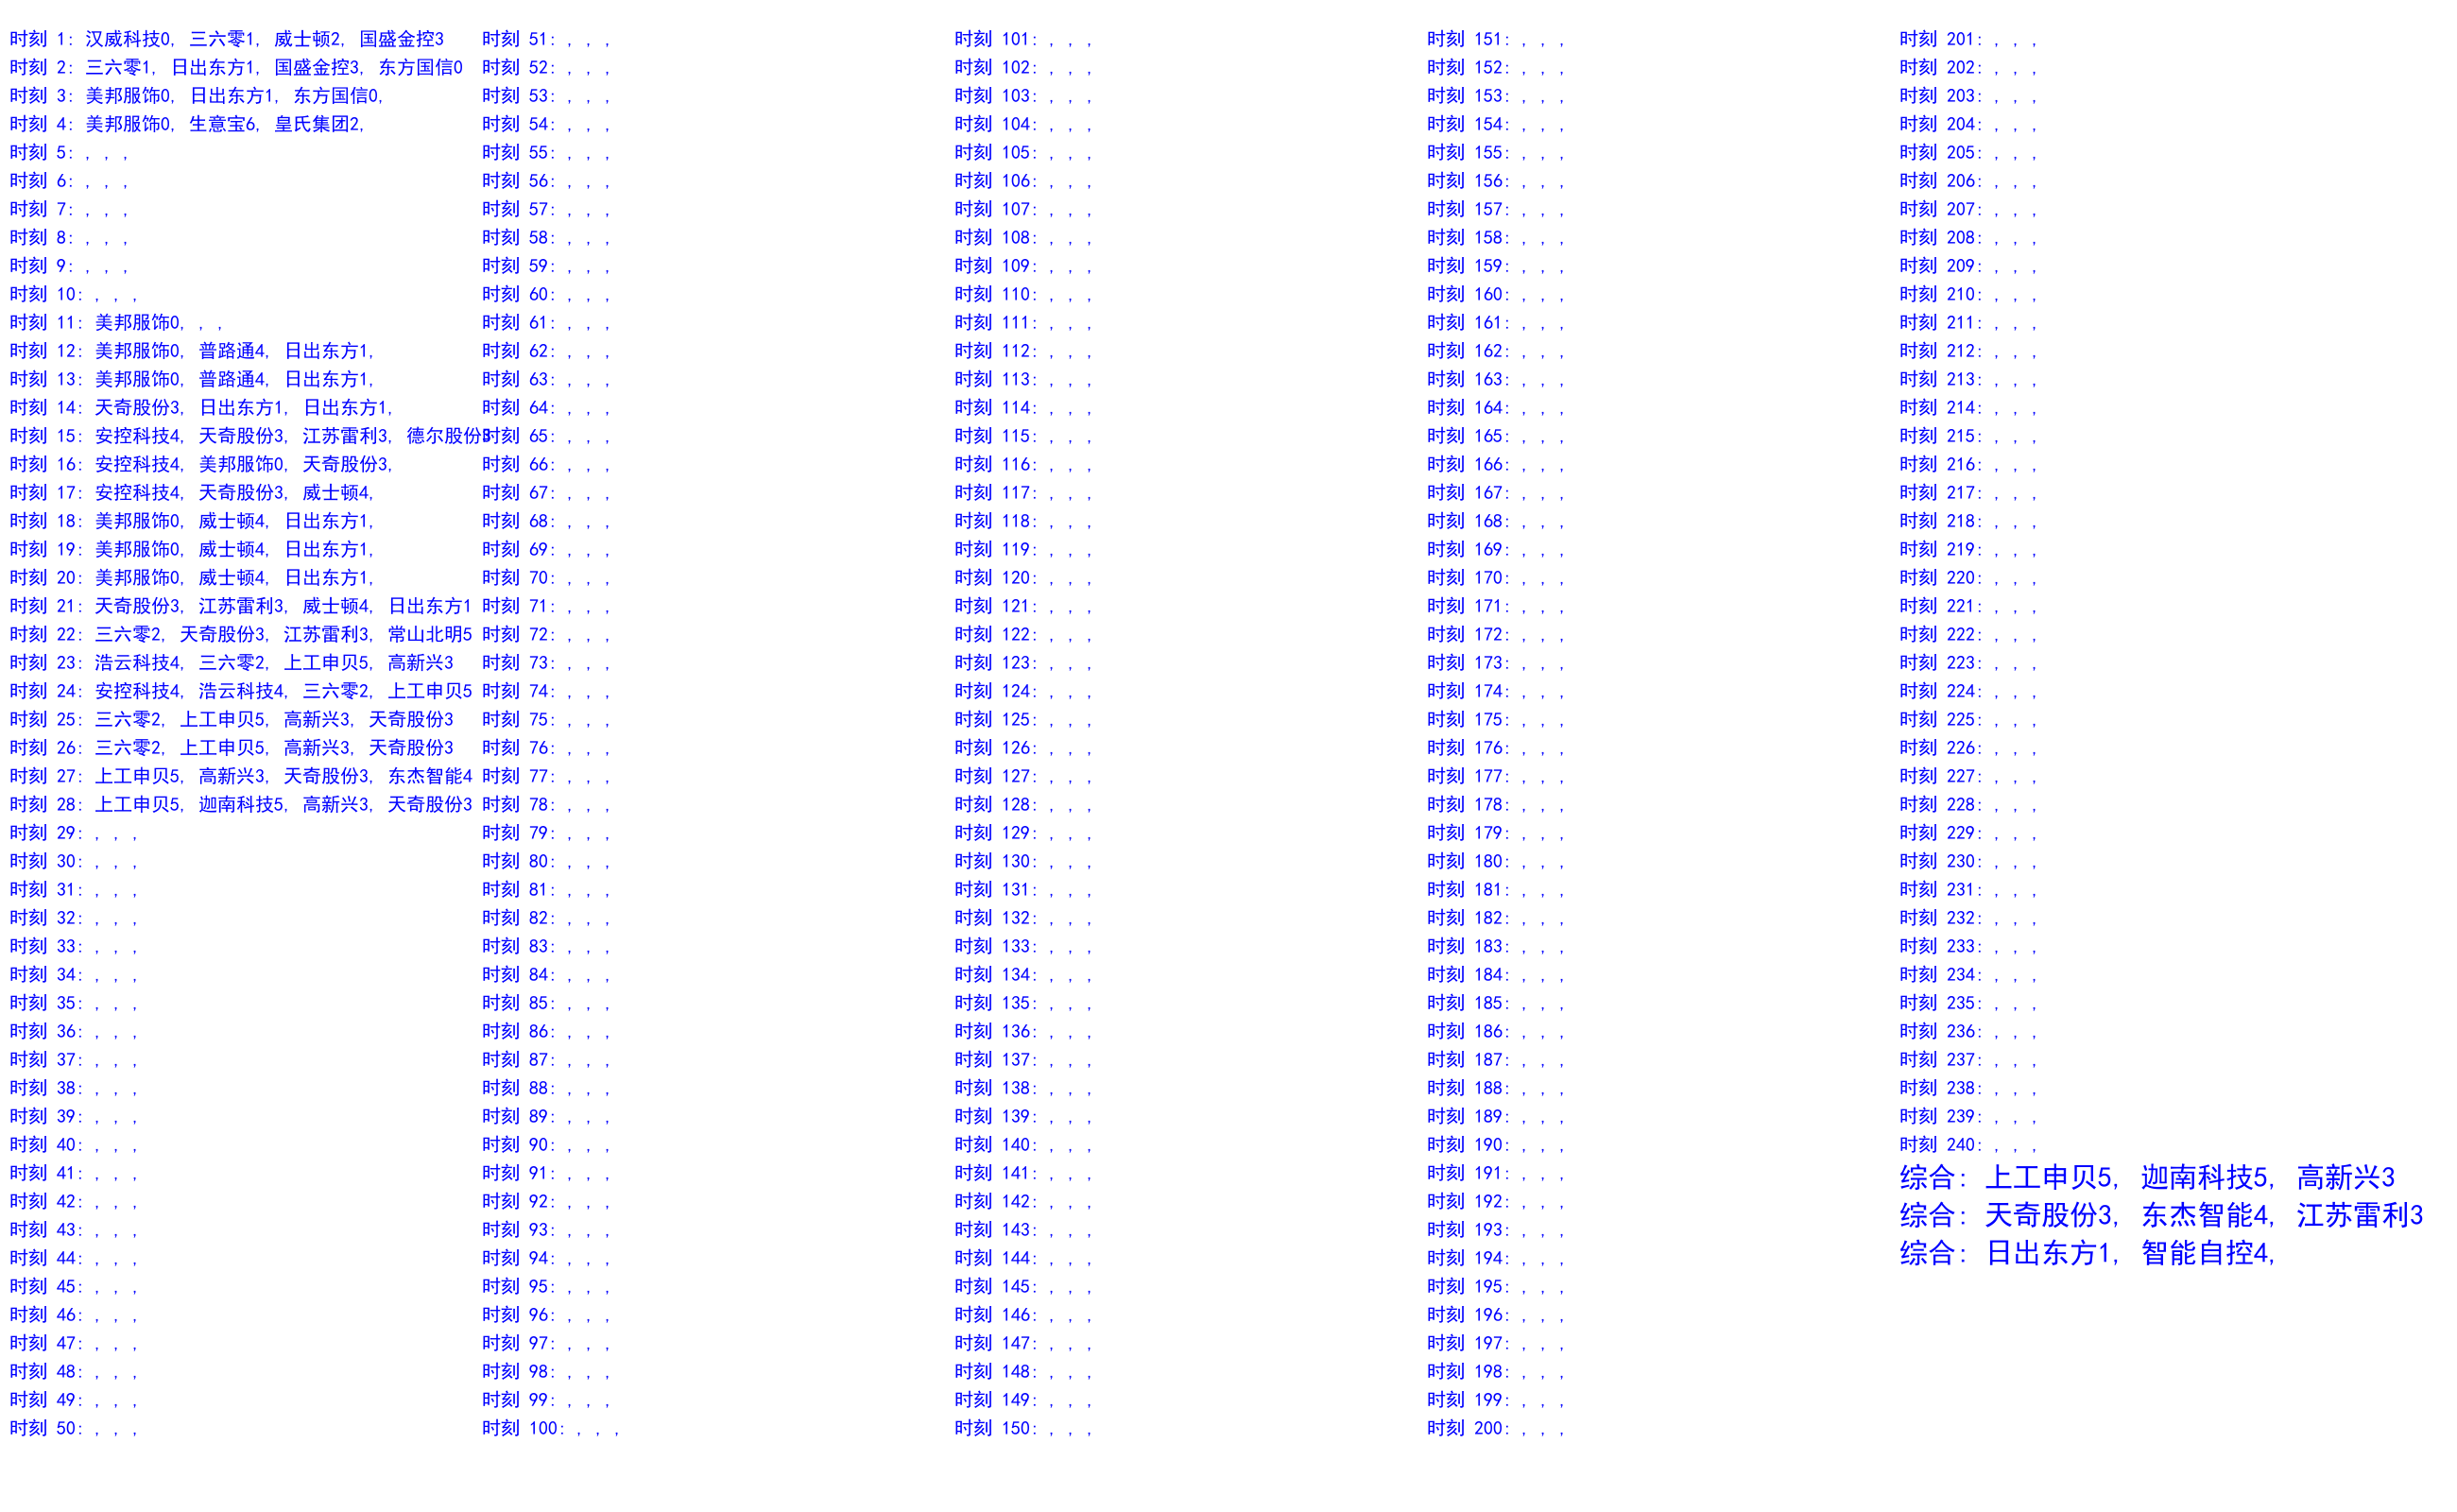 时刻 1: 汉威科技0, 三六零1, 威士顿2, 国盛金控3
时刻 2: 三六零1, 日出东方1, 国盛金控3, 东方国信0
时刻 3: 美邦服饰0, 日出东方1, 东方国信0,
时刻 4: 美邦服饰0, 生意宝6, 皇氏集团2,
时刻 5: , , ,
时刻 6: , , ,
时刻 7: , , ,
时刻 8: , , ,
时刻 9: , , ,
时刻 10: , , ,
时刻 11: 美邦服饰0, , ,
时刻 12: 美邦服饰0, 普路通4, 日出东方1,
时刻 13: 美邦服饰0, 普路通4, 日出东方1,
时刻 14: 天奇股份3, 日出东方1, 日出东方1,
时刻 15: 安控科技4, 天奇股份3, 江苏雷利3, 德尔股份
时刻 16: 安控科技4, 美邦服饰0, 天奇股份3,
时刻 17: 安控科技4, 天奇股份3, 威士顿4,
时刻 18: 美邦服饰0, 威士顿4, 日出东方1,
时刻 19: 美邦服饰0, 威士顿4, 日出东方1,
时刻 20: 美邦服饰0, 威士顿4, 日出东方1,
时刻 21: 天奇股份3, 江苏雷利3, 威士顿4, 日出东方1
时刻 22: 三六零2, 天奇股份3, 江苏雷利3, 常山北明5
时刻 23: 浩云科技4, 三六零2, 上工申贝5, 高新兴3
时刻 24: 安控科技4, 浩云科技4, 三六零2, 上工申贝5
时刻 25: 三六零2, 上工申贝5, 高新兴3, 天奇股份3
时刻 26: 三六零2, 上工申贝5, 高新兴3, 天奇股份3
时刻 27: 上工申贝5, 高新兴3, 天奇股份3, 东杰智能4
时刻 28: 上工申贝5, 迦南科技5, 高新兴3, 天奇股份3
时刻 29: , , ,
时刻 30: , , ,
时刻 31: , , ,
时刻 32: , , ,
时刻 33: , , ,
时刻 34: , , ,
时刻 35: , , ,
时刻 36: , , ,
时刻 37: , , ,
时刻 38: , , ,
时刻 39: , , ,
时刻 40: , , ,
时刻 41: , , ,
时刻 42: , , ,
时刻 43: , , ,
时刻 44: , , ,
时刻 45: , , ,
时刻 46: , , ,
时刻 47: , , ,
时刻 48: , , ,
时刻 49: , , ,
时刻 50: , , ,
时刻 51: , , ,
时刻 52: , , ,
时刻 53: , , ,
时刻 54: , , ,
时刻 55: , , ,
时刻 56: , , ,
时刻 57: , , ,
时刻 58: , , ,
时刻 59: , , ,
时刻 60: , , ,
时刻 61: , , ,
时刻 62: , , ,
时刻 63: , , ,
时刻 64: , , ,
时刻 65: , , ,
时刻 66: , , ,
时刻 67: , , ,
时刻 68: , , ,
时刻 69: , , ,
时刻 70: , , ,
时刻 71: , , ,
时刻 72: , , ,
时刻 73: , , ,
时刻 74: , , ,
时刻 75: , , ,
时刻 76: , , ,
时刻 77: , , ,
时刻 78: , , ,
时刻 79: , , ,
时刻 80: , , ,
时刻 81: , , ,
时刻 82: , , ,
时刻 83: , , ,
时刻 84: , , ,
时刻 85: , , ,
时刻 86: , , ,
时刻 87: , , ,
时刻 88: , , ,
时刻 89: , , ,
时刻 90: , , ,
时刻 91: , , ,
时刻 92: , , ,
时刻 93: , , ,
时刻 94: , , ,
时刻 95: , , ,
时刻 96: , , ,
时刻 97: , , ,
时刻 98: , , ,
时刻 99: , , ,
时刻 100: , , ,
时刻 101: , , ,
时刻 102: , , ,
时刻 103: , , ,
时刻 104: , , ,
时刻 105: , , ,
时刻 106: , , ,
时刻 107: , , ,
时刻 108: , , ,
时刻 109: , , ,
时刻 110: , , ,
时刻 111: , , ,
时刻 112: , , ,
时刻 113: , , ,
时刻 114: , , ,
时刻 115: , , ,
时刻 116: , , ,
时刻 117: , , ,
时刻 118: , , ,
时刻 119: , , ,
时刻 120: , , ,
时刻 121: , , ,
时刻 122: , , ,
时刻 123: , , ,
时刻 124: , , ,
时刻 125: , , ,
时刻 126: , , ,
时刻 127: , , ,
时刻 128: , , ,
时刻 129: , , ,
时刻 130: , , ,
时刻 131: , , ,
时刻 132: , , ,
时刻 133: , , ,
时刻 134: , , ,
时刻 135: , , ,
时刻 136: , , ,
时刻 137: , , ,
时刻 138: , , ,
时刻 139: , , ,
时刻 140: , , ,
时刻 141: , , ,
时刻 142: , , ,
时刻 143: , , ,
时刻 144: , , ,
时刻 145: , , ,
时刻 146: , , ,
时刻 147: , , ,
时刻 148: , , ,
时刻 149: , , ,
时刻 150: , , ,
时刻 151: , , ,
时刻 152: , , ,
时刻 153: , , ,
时刻 154: , , ,
时刻 155: , , ,
时刻 156: , , ,
时刻 157: , , ,
时刻 158: , , ,
时刻 159: , , ,
时刻 160: , , ,
时刻 161: , , ,
时刻 162: , , ,
时刻 163: , , ,
时刻 164: , , ,
时刻 165: , , ,
时刻 166: , , ,
时刻 167: , , ,
时刻 168: , , ,
时刻 169: , , ,
时刻 170: , , ,
时刻 171: , , ,
时刻 172: , , ,
时刻 173: , , ,
时刻 174: , , ,
时刻 175: , , ,
时刻 176: , , ,
时刻 177: , , ,
时刻 178: , , ,
时刻 179: , , ,
时刻 180: , , ,
时刻 181: , , ,
时刻 182: , , ,
时刻 183: , , ,
时刻 184: , , ,
时刻 185: , , ,
时刻 186: , , ,
时刻 187: , , ,
时刻 188: , , ,
时刻 189: , , ,
时刻 190: , , ,
时刻 191: , , ,
时刻 192: , , ,
时刻 193: , , ,
时刻 194: , , ,
时刻 195: , , ,
时刻 196: , , ,
时刻 197: , , ,
时刻 198: , , ,
时刻 199: , , ,
时刻 200: , , ,
时刻 201: , , ,
时刻 202: , , ,
时刻 203: , , ,
时刻 204: , , ,
时刻 205: , , ,
时刻 206: , , ,
时刻 207: , , ,
时刻 208: , , ,
时刻 209: , , ,
时刻 210: , , ,
时刻 211: , , ,
时刻 212: , , ,
时刻 213: , , ,
时刻 214: , , ,
时刻 215: , , ,
时刻 216: , , ,
时刻 217: , , ,
时刻 218: , , ,
时刻 219: , , ,
时刻 220: , , ,
时刻 221: , , ,
时刻 222: , , ,
时刻 223: , , ,
时刻 224: , , ,
时刻 225: , , ,
时刻 226: , , ,
时刻 227: , , ,
时刻 228: , , ,
时刻 229: , , ,
时刻 230: , , ,
时刻 231: , , ,
时刻 232: , , ,
时刻 233: , , ,
时刻 234: , , ,
时刻 235: , , ,
时刻 236: , , ,
时刻 237: , , ,
时刻 238: , , ,
时刻 239: , , ,
时刻 240: , , ,
综合: 上工申贝5, 迦南科技5, 高新兴3
综合: 天奇股份3, 东杰智能4, 江苏雷利3
综合: 日出东方1, 智能自控4,